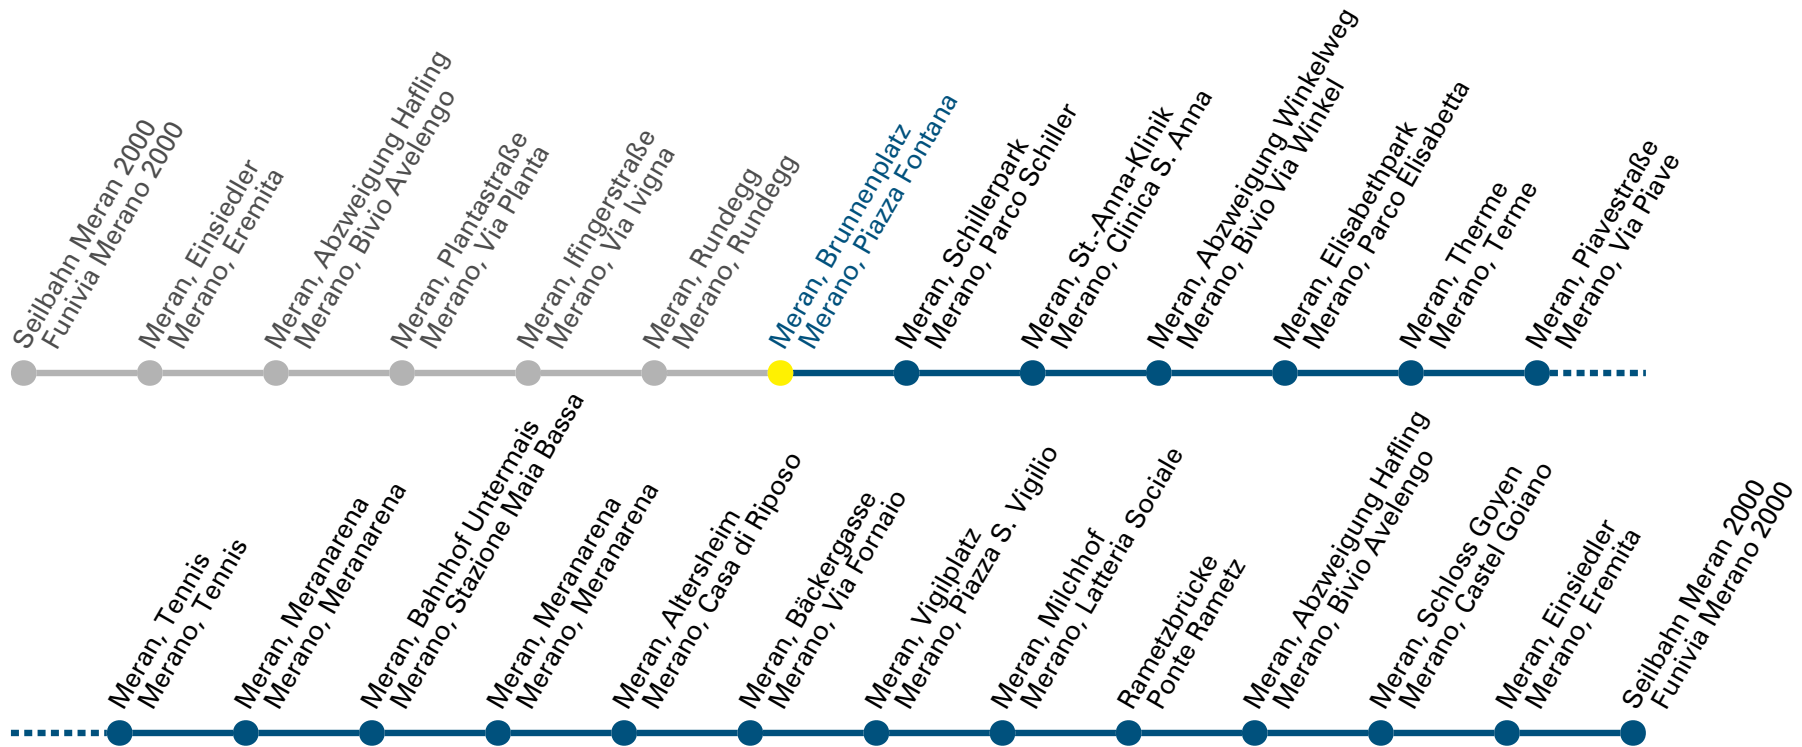 Seilbahn Meran 2000
Funivia Merano 2000
Meran, Einsiedler
Merano, Eremita
Meran, Abzweigung Hafling
Merano, Bivio Avelengo
Meran, Plantastraße
Merano, Via Planta
Meran, Ifingerstraße
Merano, Via Ivigna
Meran, Rundegg
Merano, Rundegg
Meran, Brunnenplatz
Merano, Piazza Fontana
Meran, Schillerpark
Merano, Parco Schiller
Meran, St.-Anna-Klinik
Merano, Clinica S. Anna
Meran, Abzweigung Winkelweg
Merano, Bivio Via Winkel
Meran, Elisabethpark
Merano, Parco Elisabetta
Meran, Therme
Merano, Terme
Meran, Piavestraße
Merano, Via Piave
Meran, Tennis
Merano, Tennis
Meran, Meranarena
Merano, Meranarena
Meran, Bahnhof Untermais
Merano, Stazione Maia Bassa
Meran, Meranarena
Merano, Meranarena
Meran, Altersheim
Merano, Casa di Riposo
Meran, Bäckergasse
Merano, Via Fornaio
Meran, Vigilplatz
Merano, Piazza S. Vigilio
Meran, Milchhof
Merano, Latteria Sociale
Rametzbrücke
Ponte Rametz
Meran, Abzweigung Hafling
Merano, Bivio Avelengo
Meran, Schloss Goyen
Merano, Castel Goiano
Meran, Einsiedler
Merano, Eremita
Seilbahn Meran 2000
Funivia Merano 2000